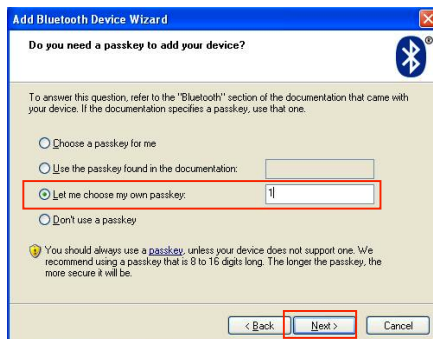 Add Bluetooth Device Wizard
Do you need a passkey to add your device?
To answer this question, refer to the "Bluetooth" section of the documentation that came with
your device. If the documentation specifies a passkey, use that one.
Choose a passkey for me
Use the passkey found in the documentation:
Let me choose my own passkey: 1
Don't use a passkey
You should always use a passkey, unless your device does not support one. We
recommend using a passkey that is 8 to 16 digits long. The longer the passkey, the
more secure it will be.
< Back Next > Cancel